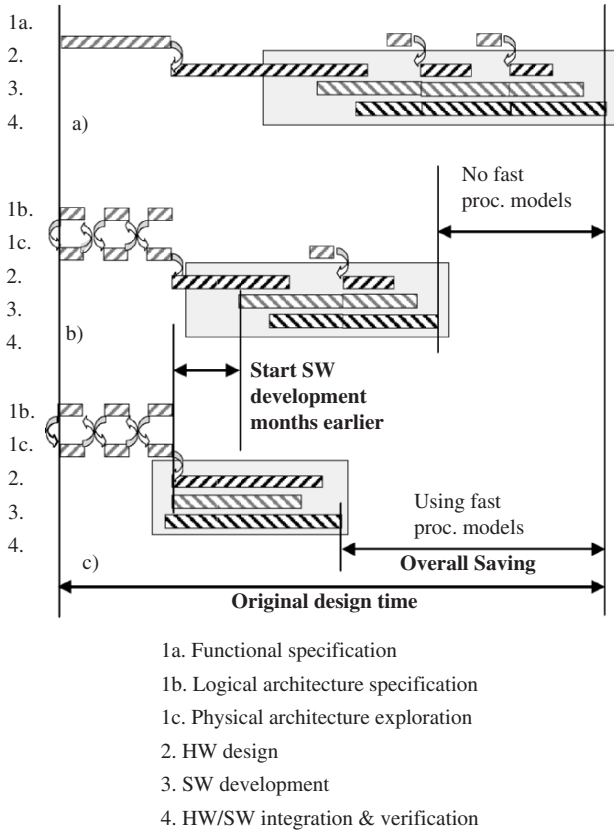 1a.
2.
3.
4.
a)
No fast
proc. models
1b.
1c.
2.
3.
4.
b)
Start SW
development
months earlier
1b.
1c.
2.
3.
4.
c)
Using fast
proc. models
Overall Saving
Original design time
1a. Functional specification
1b. Logical architecture specification
1c. Physical architecture exploration
2. HW design
3. SW development
4. HW/SW integration & verification